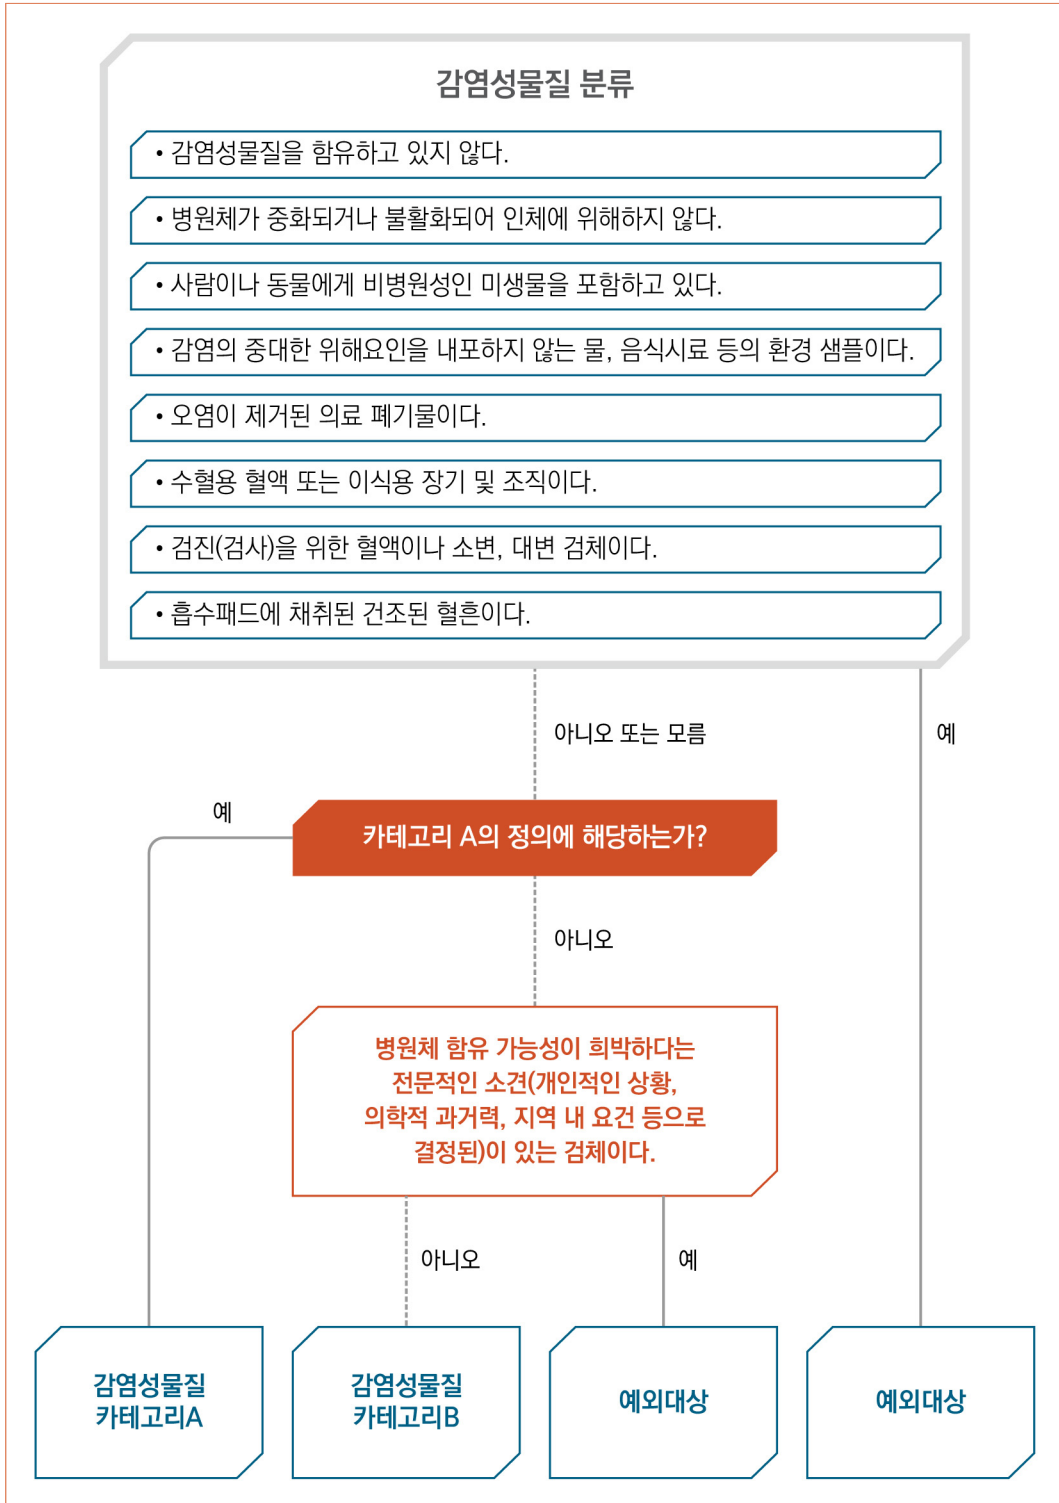 감염성물질 분류
• 감염성물질을 함유하고 있지 않다.
• 병원체가 중화되거나 불활화되어 인체에 위해하지 않다.
• 사람이나 동물에게 비병원성인 미생물을 포함하고 있다.
• 감염의 중대한 위해요인을 내포하지 않는 물, 음식시료 등의 환경 샘플이다.
• 오염이 제거된 의료 폐기물이다.
• 수혈용 혈액 또는 이식용 장기 및 조직이다.
• 검진(검사)을 위한 혈액이나 소변, 대변 검체이다.
• 흡수패드에 채취된 건조된 혈흔이다.
아니오 또는 모름
예
예
카테고리 A의 정의에 해당하는가?
아니오
병원체 함유 가능성이 희박하다는
전문적인 소견(개인적인 상황,
의학적 과거력, 지역 내 요건 등으로
결정된)이 있는 검체이다.
아니오
예
감염성물질
카테고리A
감염성물질
카테고리B
예외대상
예외대상